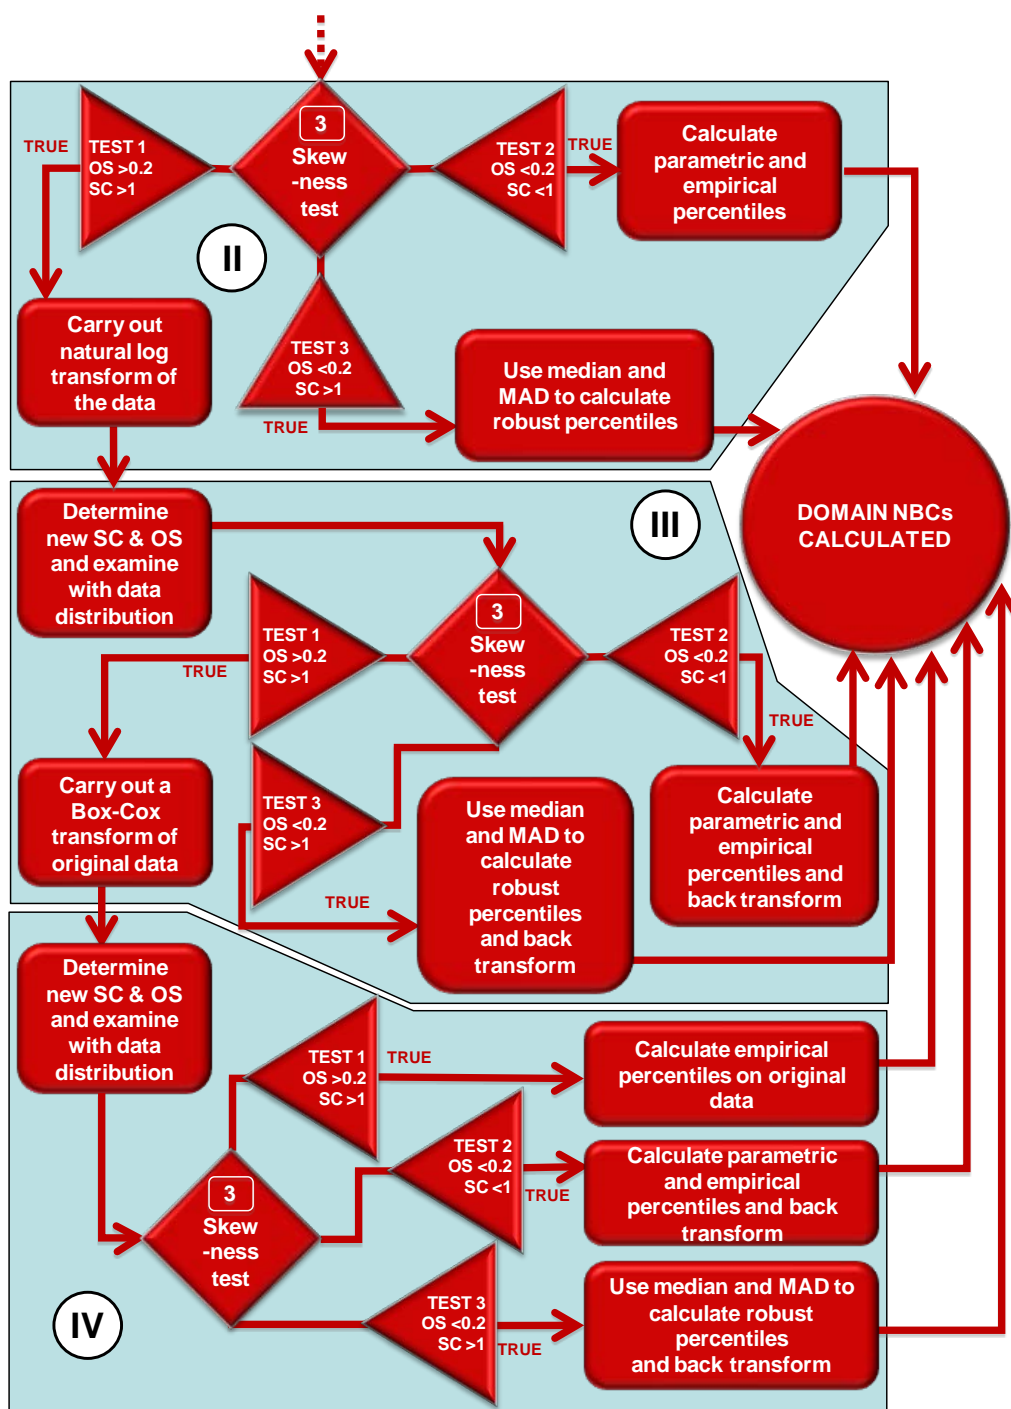 3
Skew
-ness
test
TEST 1
OS >0.2
SC >1
TRUE
TEST 2
OS <0.2
SC <1
TRUE
Calculate
parametric and
empirical
percentiles
II
Carry out
natural log
transform of
the data
TEST 3
OS <0.2
SC >1
TRUE
Use median and
MAD to calculate
robust percentiles
DOMAIN NBCs
CALCULATED
III
Determine
new SC & OS
and examine
with data
distribution
3
Skew
-ness
test
TEST 1
OS >0.2
SC >1
TRUE
TEST 2
OS <0.2
SC <1
TRUE
Carry out a
Box-Cox
transform of
original data
TEST 3
OS <0.2
SC >1
TRUE
Use median
and MAD to
calculate
robust
percentiles
and back
transform
Calculate
parametric and
empirical
percentiles and
back transform
Determine
new SC & OS
and examine
with data
distribution
TEST 1
OS >0.2
SC >1
TRUE
Calculate empirical
percentiles on original
data
3
Skew
-ness
test
TEST 2
OS <0.2
SC <1
TRUE
Calculate parametric
and empirical
percentiles and back
transform
IV
TEST 3
OS <0.2
SC >1
TRUE
Use median and MAD to
calculate robust
percentiles
and back transform